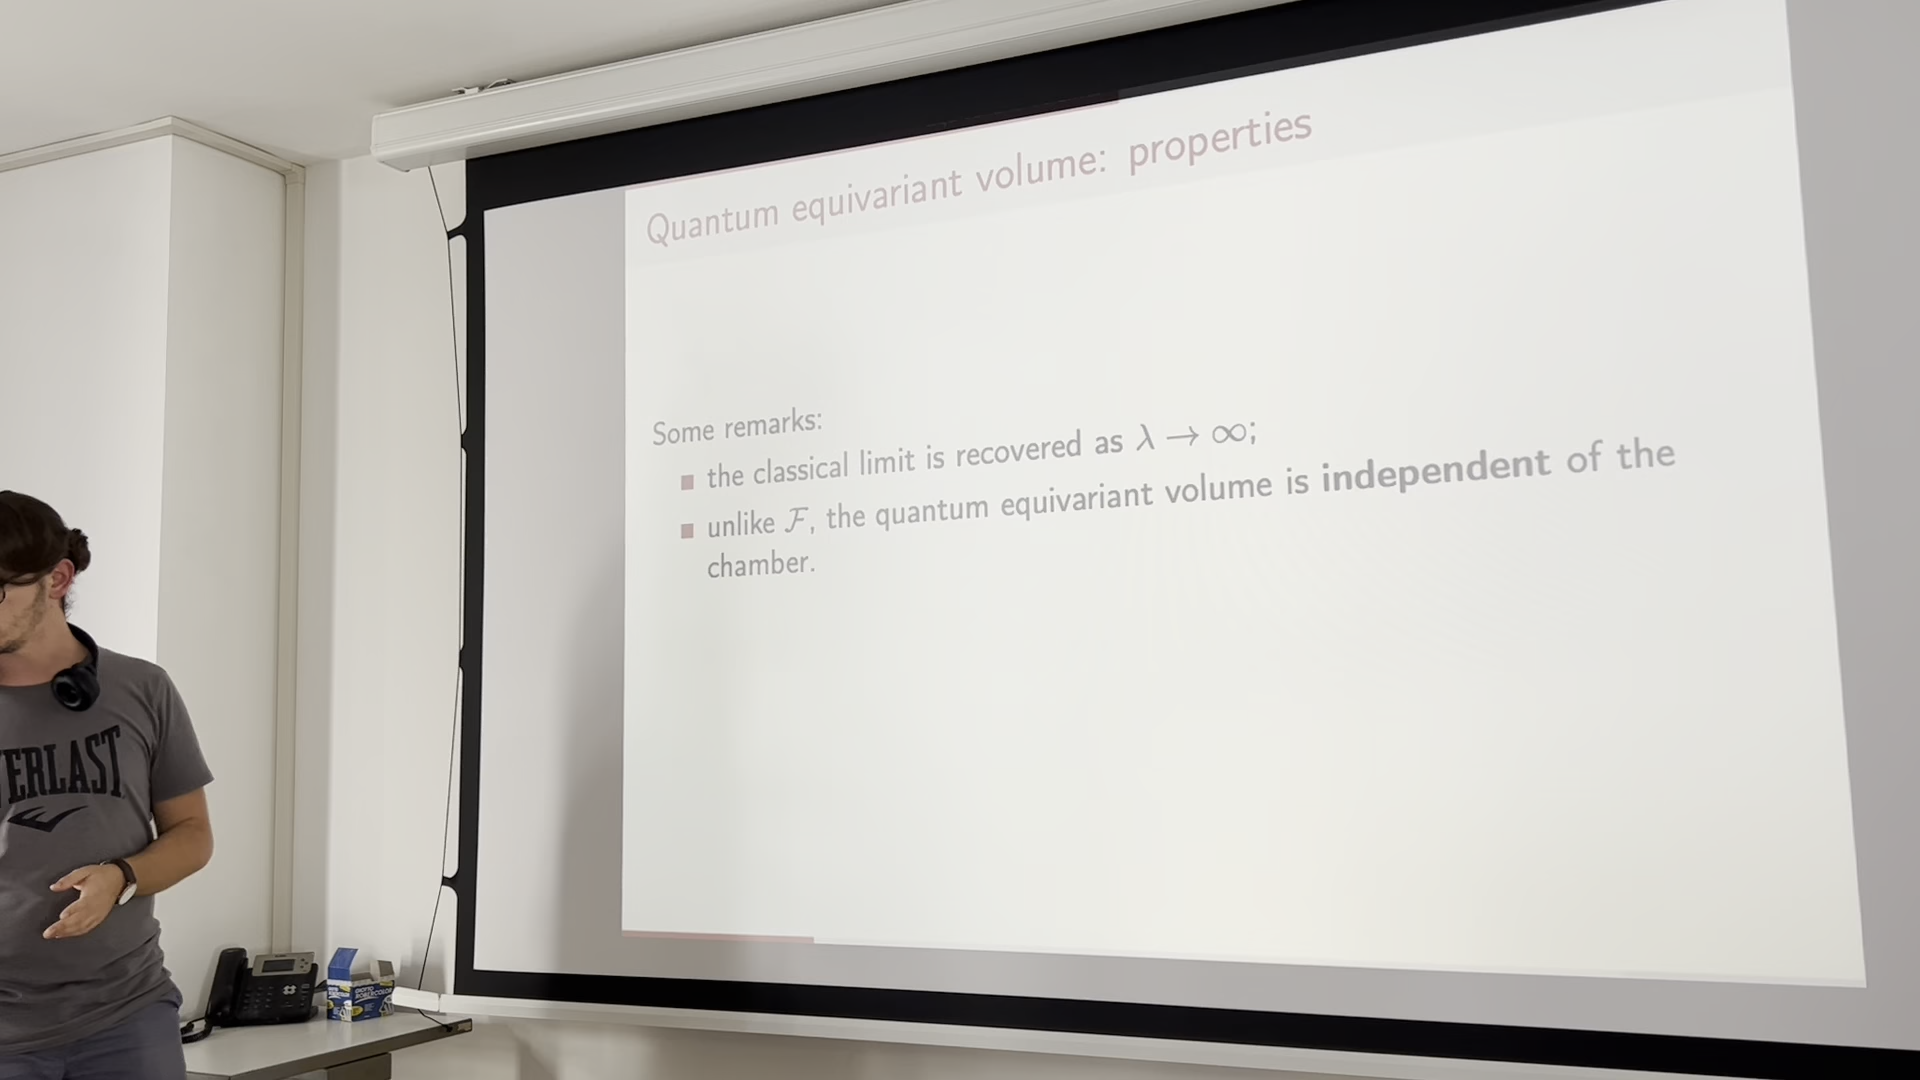 Quantum equivariant volume: properties
Some remarks:
■ the classical limit is recovered as λ → ∞;
■ unlike ℱ, the quantum equivariant volume is independent of the
chamber.
VERLAST